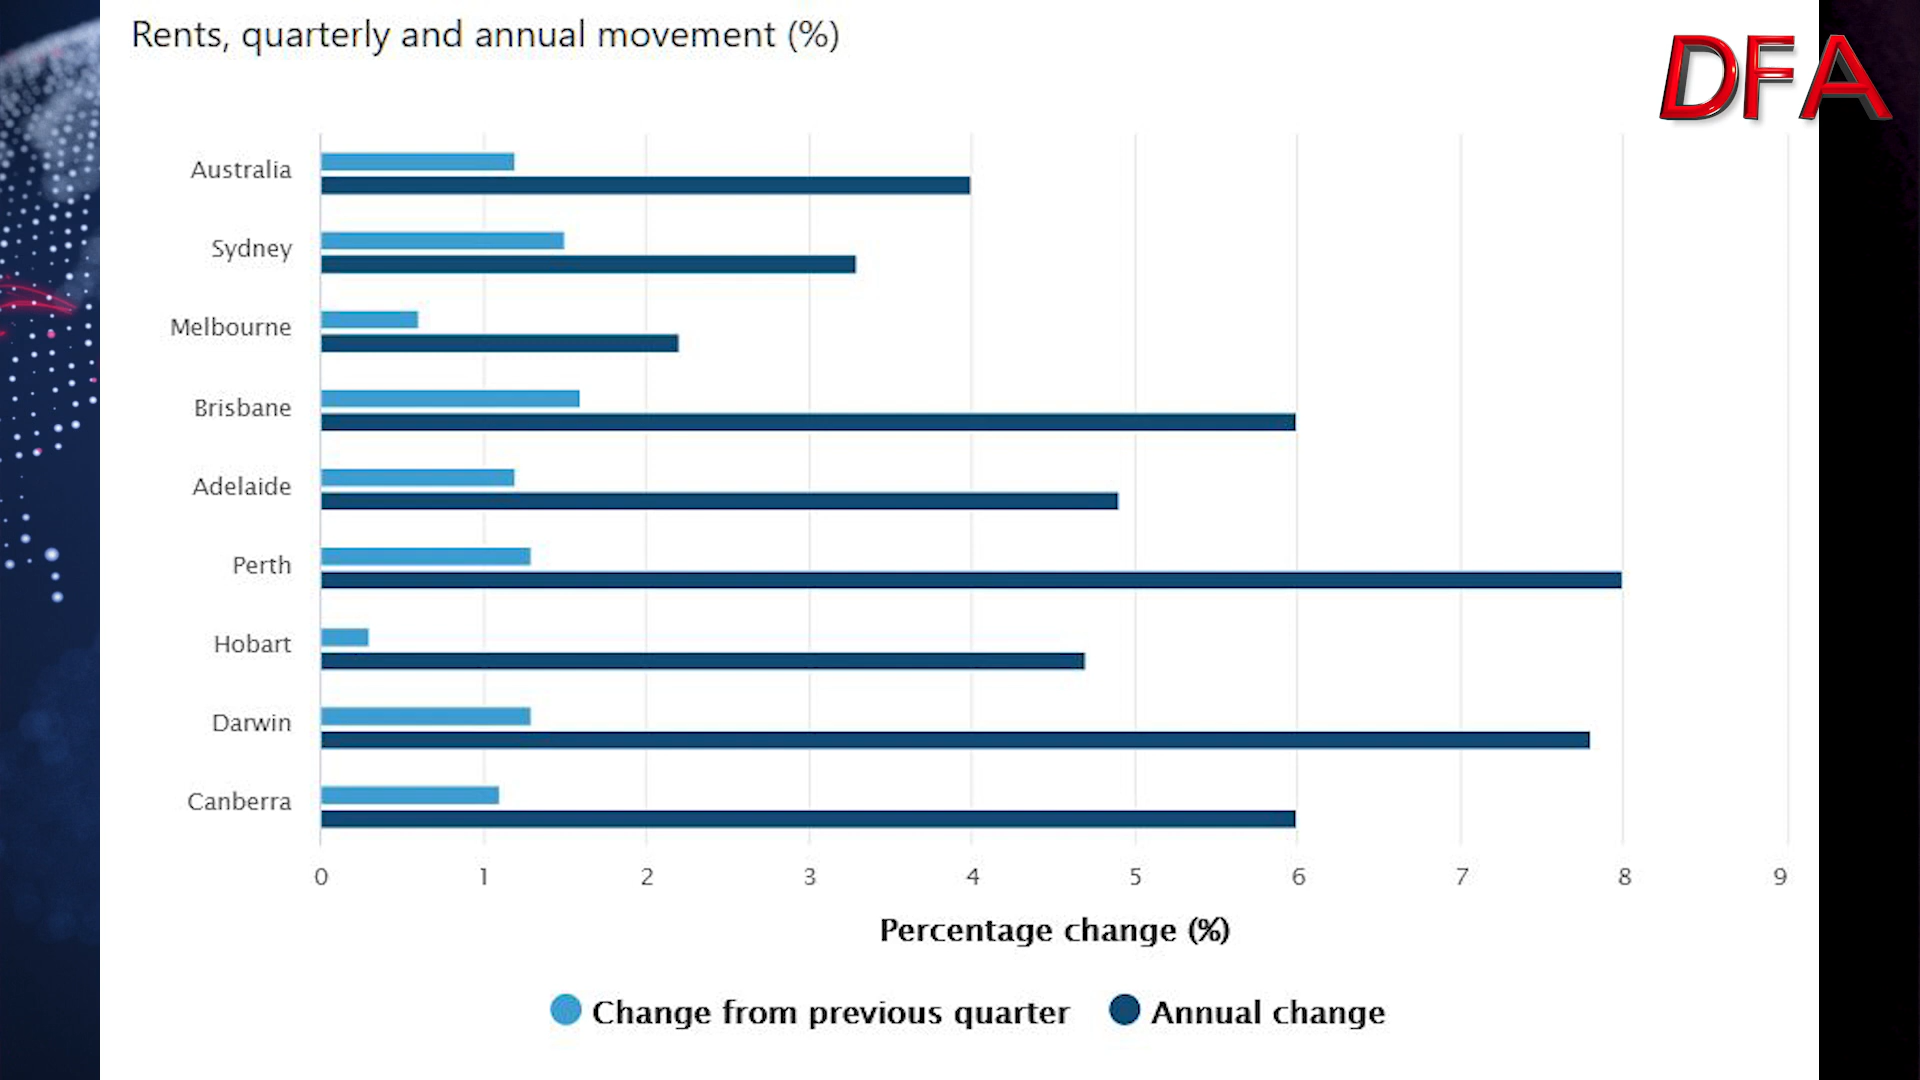 Rents, quarterly and annual movement (%)
DFA
Australia
Sydney
Melbourne
Brisbane
Adelaide
Perth
Hobart
Darwin
Canberra
0 1 2 3 4 5 6 7 8 9
Percentage change (%)
Change from previous quarter Annual change